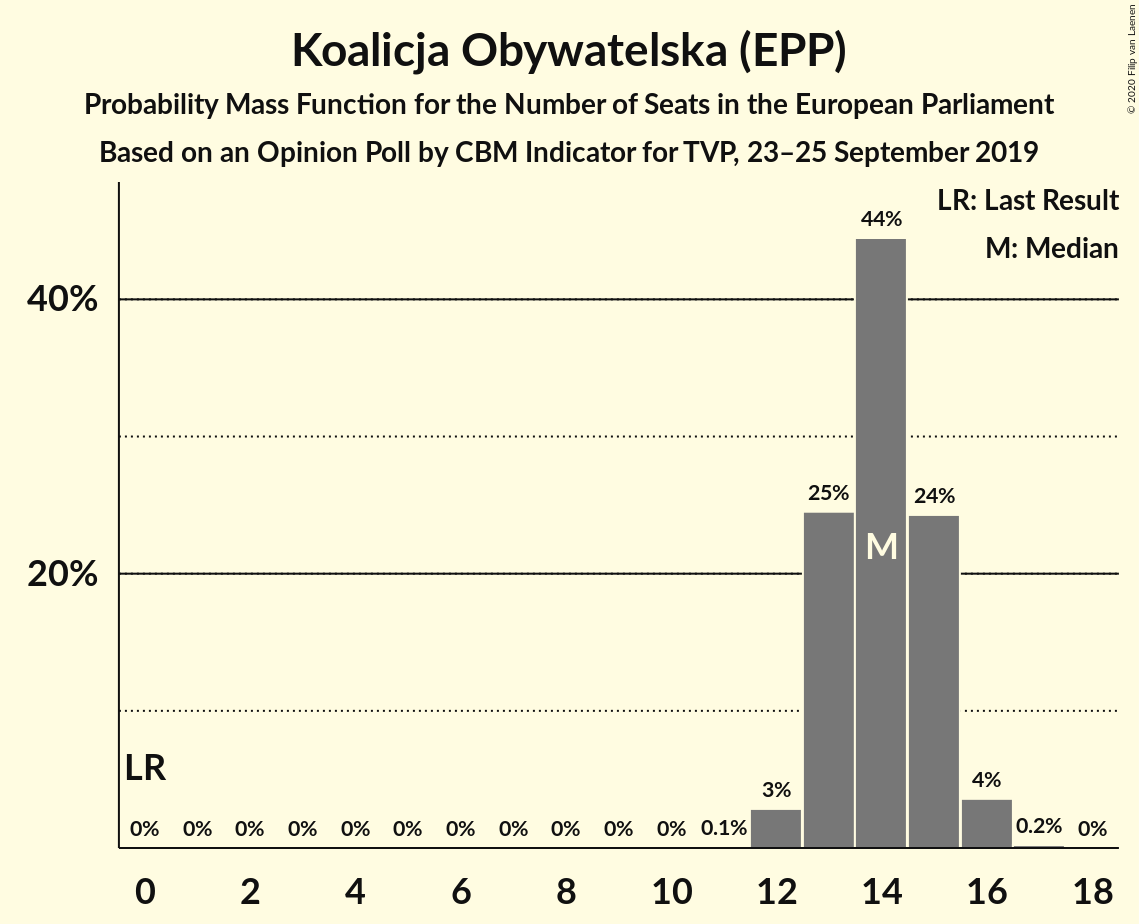 Koalicja Obywatelska (EPP)
Probability Mass Function for the Number of Seats in the European Parliament
Based on an Opinion Poll by CBM Indicator for TVP, 23–25 September 2019
© 2020 Filip van Laenen
LR: Last Result
M: Median
40%
20%
44%
25%
24%
M
LR
3%
4%
0% 0% 0% 0% 0% 0% 0% 0% 0% 0% 0% 0.1% 0.2% 0%
0 2 4 6 8 10 12 14 16 18